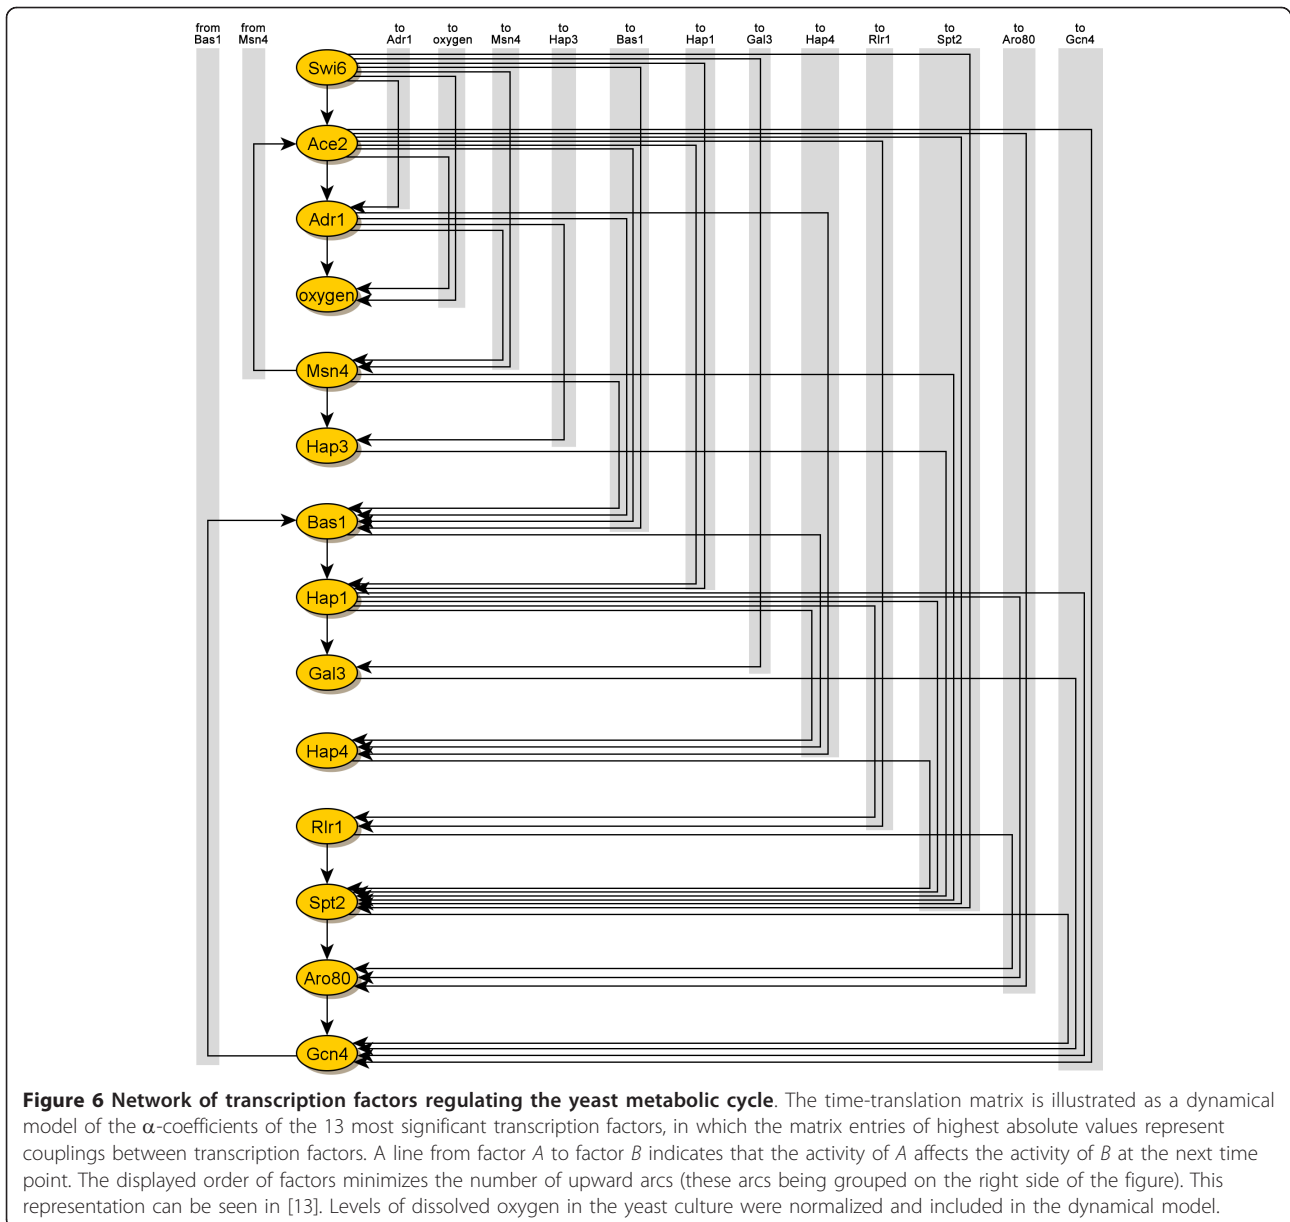 from Bas1
from Msn4
to Adr1
to oxygen
to Msn4
to Hap3
to Bas1
to Hap1
to Gal3
to Hap4
to Rlr1
to Spt2
to Aro80
to Gcn4
Swi6
Ace2
Adr1
oxygen
Msn4
Hap3
Bas1
Hap1
Gal3
Hap4
Rlr1
Spt2
Aro80
Gcn4
Figure 6 Network of transcription factors regulating the yeast metabolic cycle. The time-translation matrix is illustrated as a dynamical
model of the α-coefficients of the 13 most significant transcription factors, in which the matrix entries of highest absolute values represent
couplings between transcription factors. A line from factor A to factor B indicates that the activity of A affects the activity of B at the next time
point. The displayed order of factors minimizes the number of upward arcs (these arcs being grouped on the right side of the figure). This
representation can be seen in [13]. Levels of dissolved oxygen in the yeast culture were normalized and included in the dynamical model.